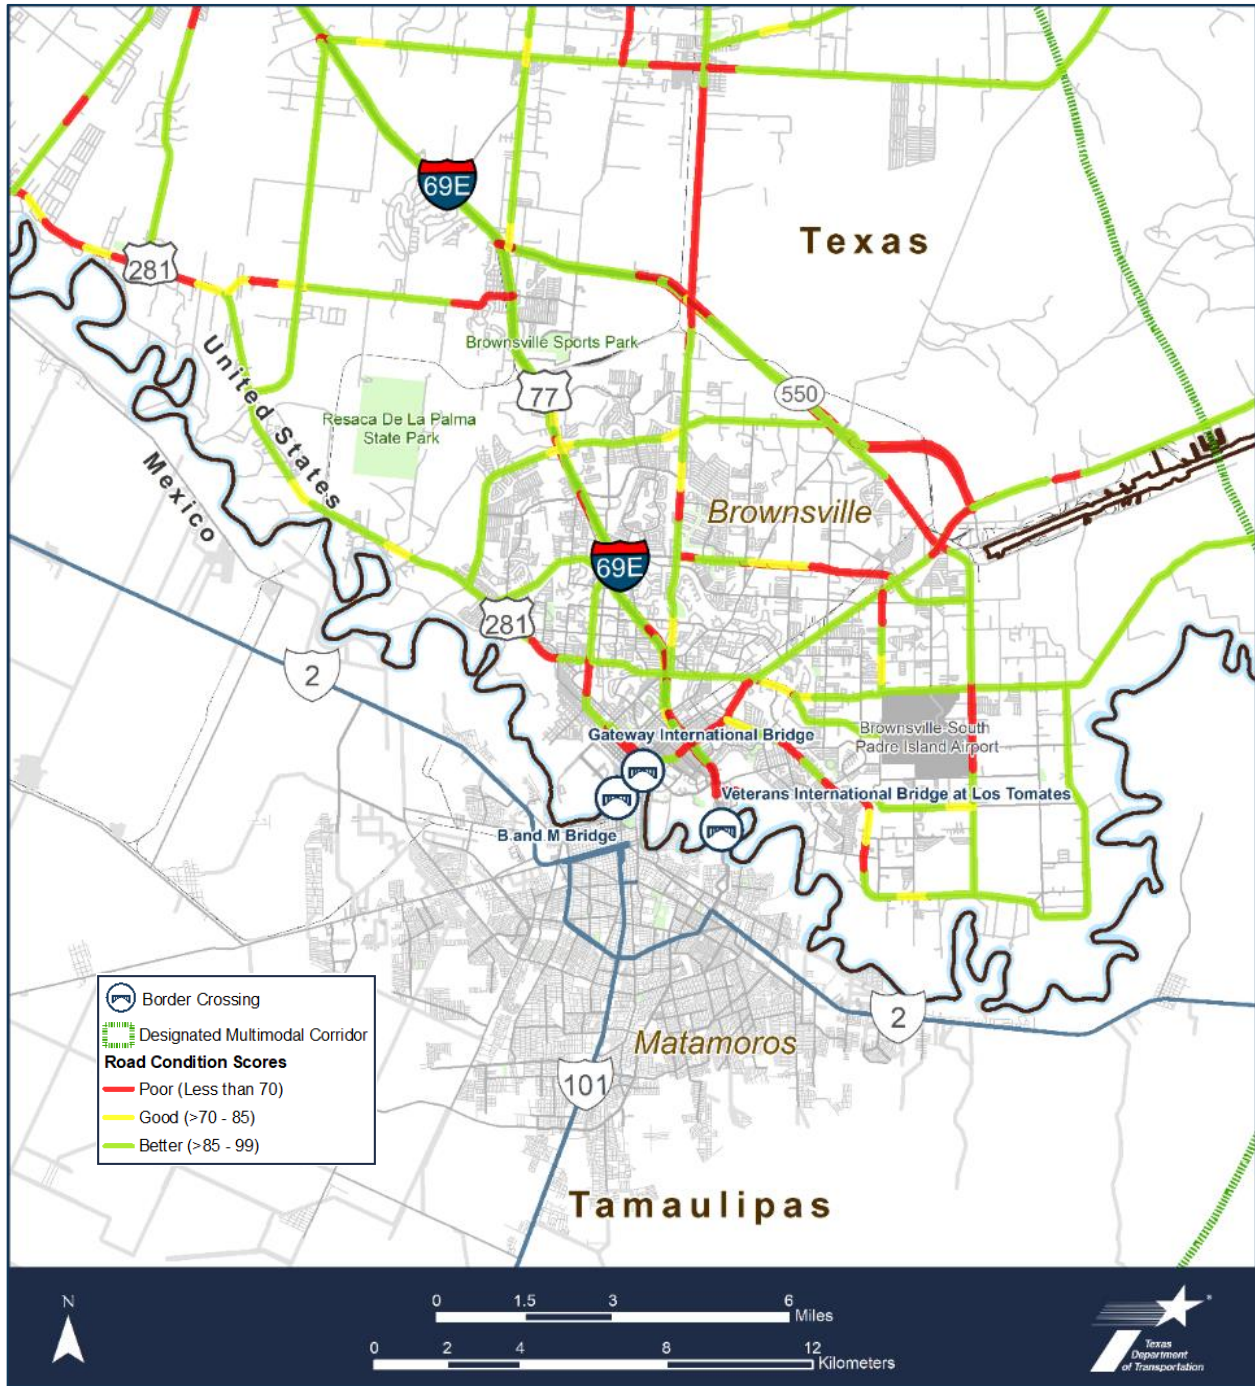 69E
Texas
281
Brownsville Sports Park
United States
77
550
Resaca De La Palma
State Park
Mexico
Brownsville
69E
281
2
Gateway International Bridge
Brownsville-South
Padre Island Airport
Veterans International Bridge at Los Tomates
B and M Bridge
Border Crossing
Designated Multimodal Corridor
Road Condition Scores
Poor (Less than 70)
Good (>70 - 85)
Better (>85 - 99)
2
Matamoros
101
Tamaulipas
N
0 1.5 3 6
Miles
0 2 4 8 12
Kilometers
Texas
Department
of Transportation